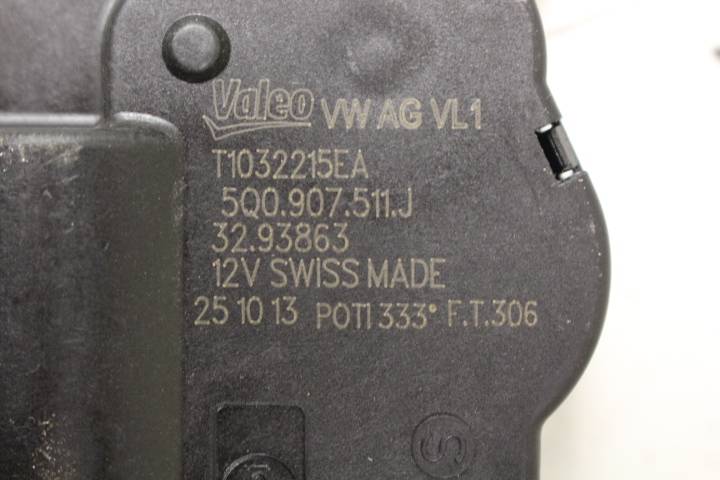 Valeo VW AG VL1
T1032215EA
5Q0.907.511.J
32.93863
12V SWISS MADE
25 10 13 POTI 333° F.T.306
S